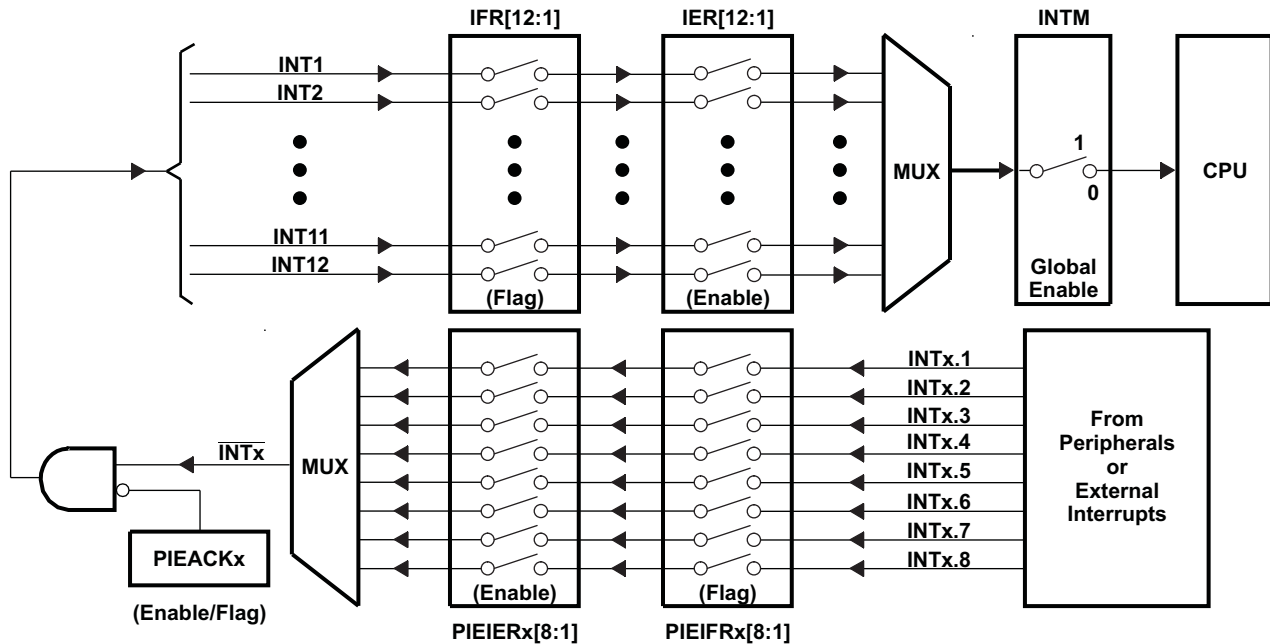 IFR[12:1]
IER[12:1]
INTM
INT1
INT2
1
MUX
CPU
0
INT11
INT12
Global
Enable
(Flag)
(Enable)
INTx.1
INTx.2
INTx.3
INTx.4
INTx.5
INTx.6
INTx.7
INTx.8
From
Peripherals
or
External
Interrupts
INTx
MUX
PIEACKx
(Enable/Flag)
(Enable)
(Flag)
PIEIERx[8:1]
PIEIFRx[8:1]